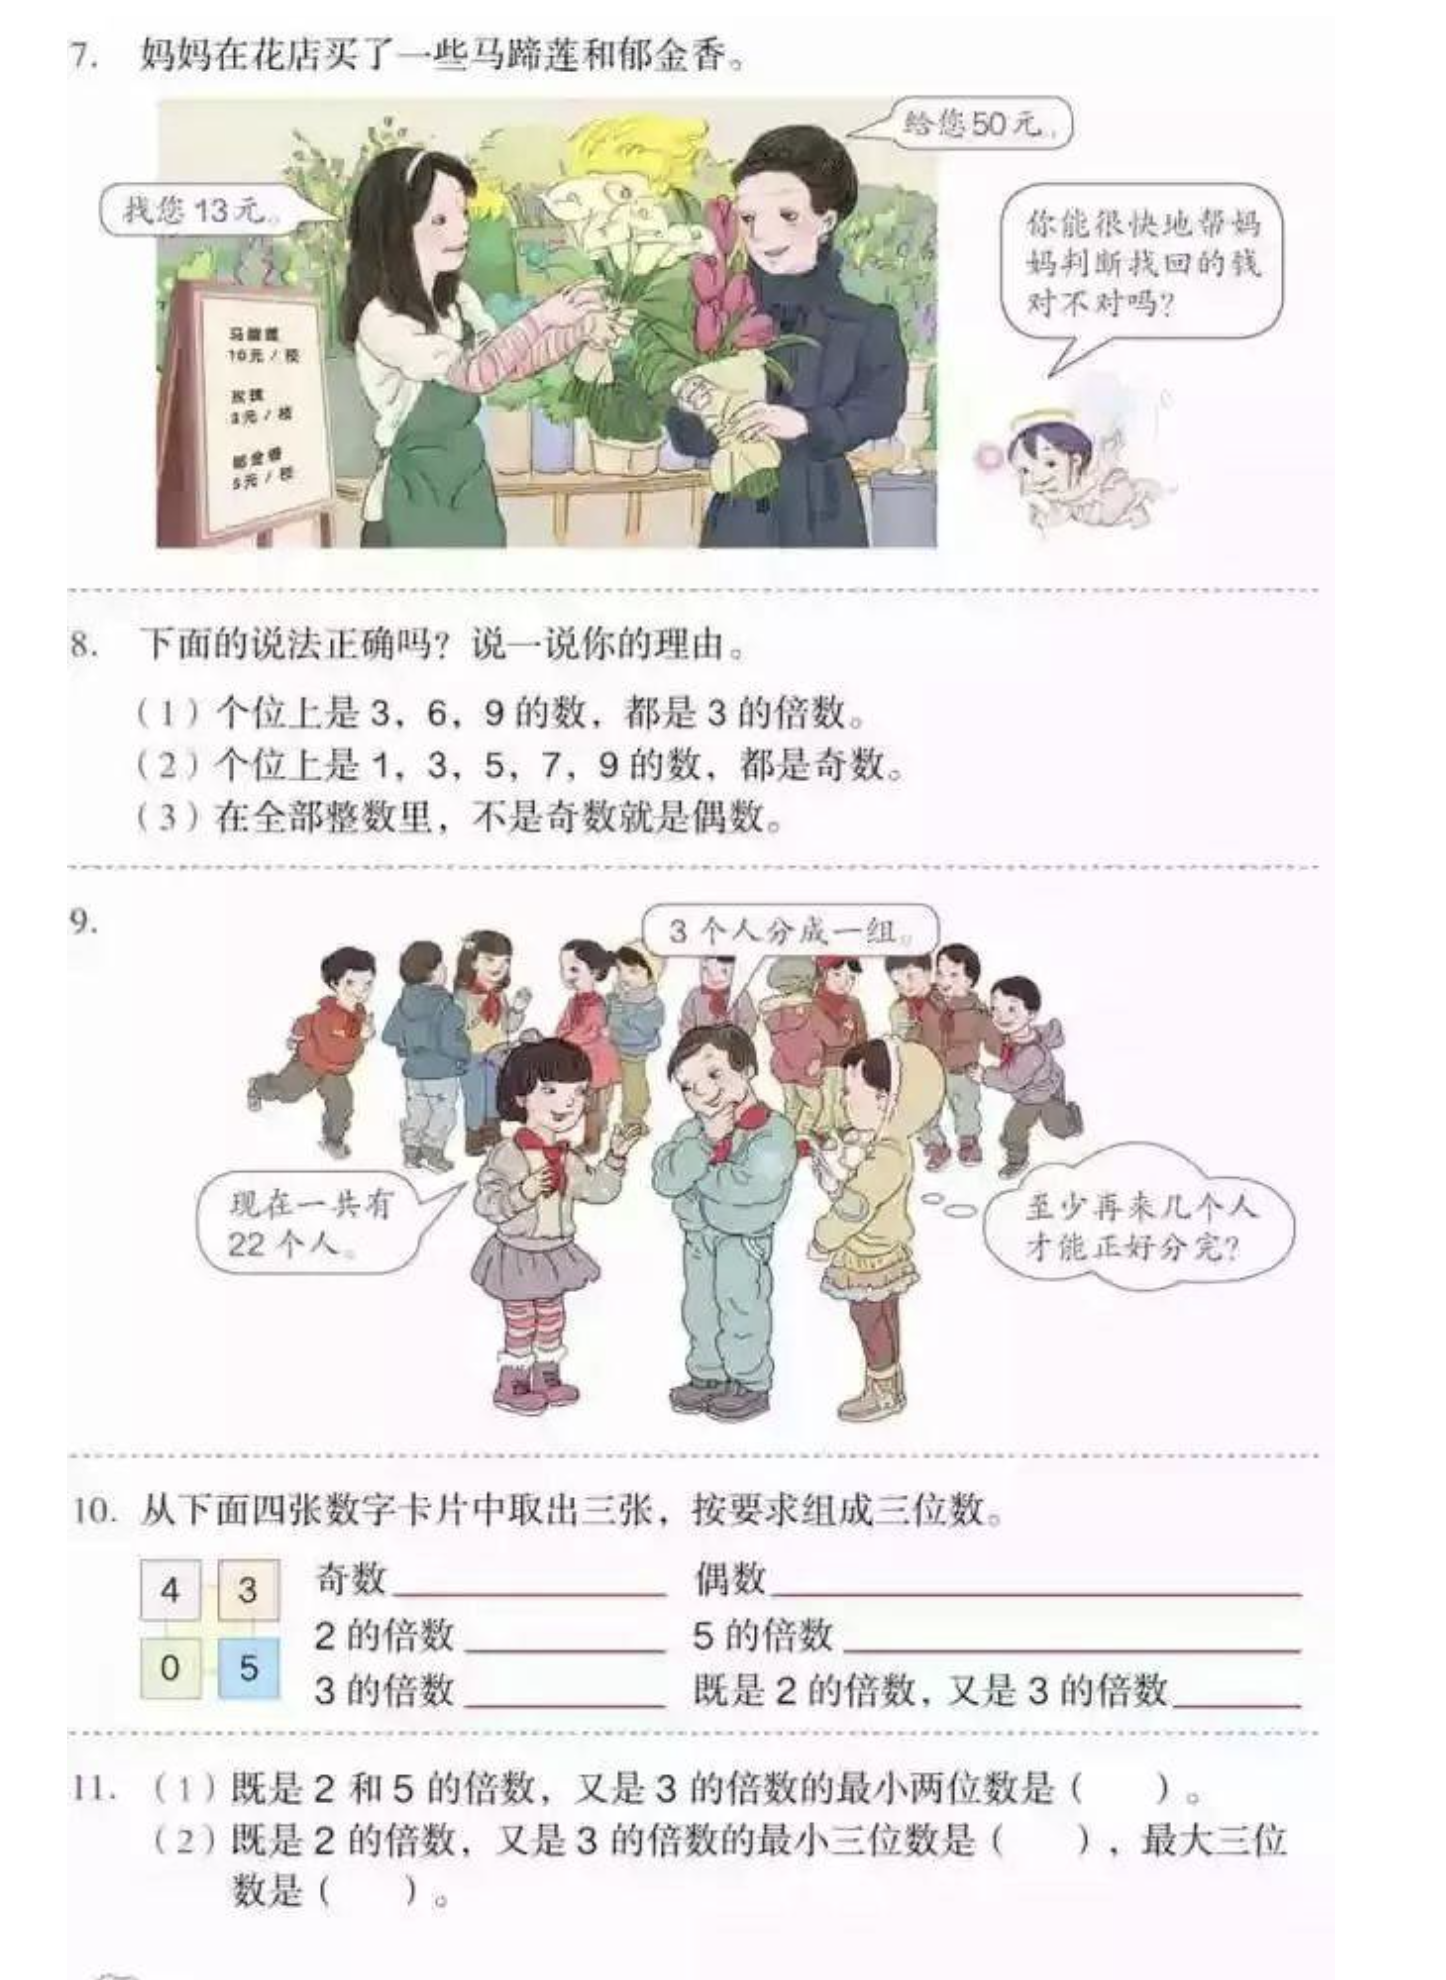 7. 妈妈在花店买了一些马蹄莲和郁金香。
给您50元。
找您13元。
你能很快地帮妈
妈判断找回的钱
对不对吗？
马蹄莲
10元/枝
玫瑰
3元/枝
郁金香
5元/枝
8. 下面的说法正确吗？说一说你的理由。
（1）个位上是 3，6，9 的数，都是 3 的倍数。
（2）个位上是 1，3，5，7，9 的数，都是奇数。
（3）在全部整数里，不是奇数就是偶数。
9.
3 个人分成一组。
现在一共有
22 个人。
至少再来几个人
才能正好分完？
10. 从下面四张数字卡片中取出三张，按要求组成三位数。
4 3 奇数 偶数
2 的倍数 5 的倍数
0 5
3 的倍数 既是 2 的倍数，又是 3 的倍数
11. （1）既是 2 和 5 的倍数，又是 3 的倍数的最小两位数是（ ）。
（2）既是 2 的倍数，又是 3 的倍数的最小三位数是（ ），最大三位
数是（ ）。